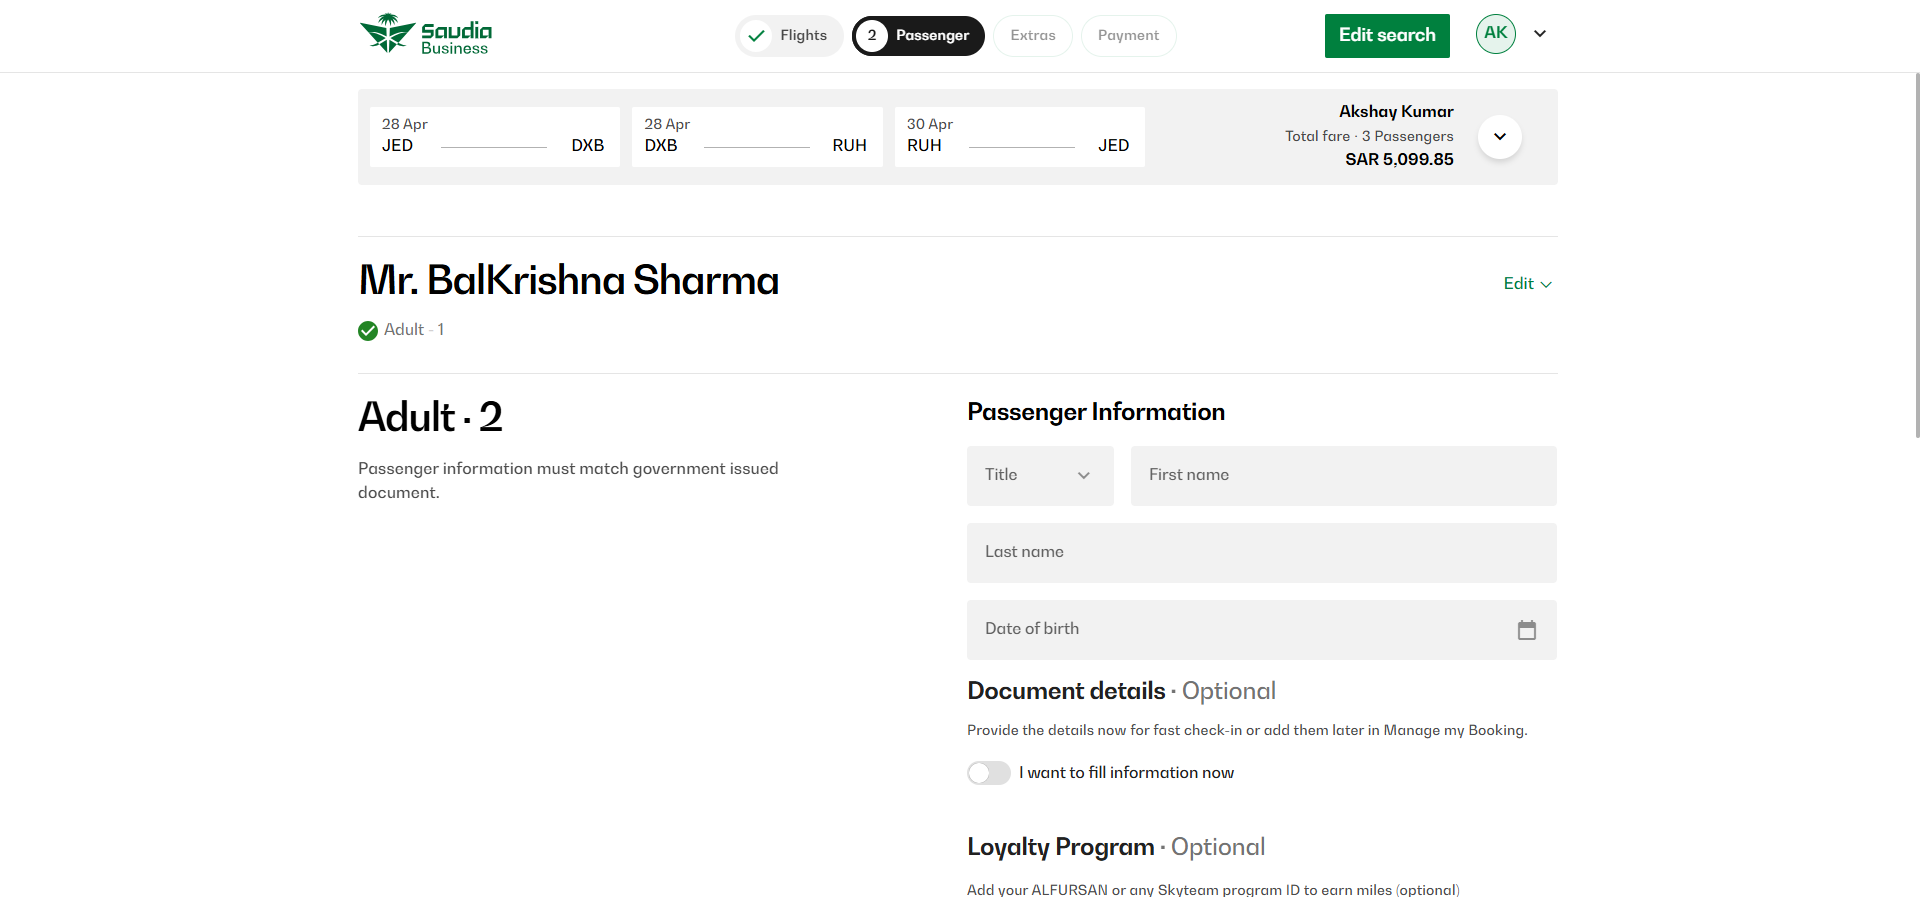 Saudia
Business
Flights
2 Passenger
Extras
Payment
Edit search
AK
28 Apr
JED DXB
28 Apr
DXB RUH
30 Apr
RUH JED
Akshay Kumar
Total fare · 3 Passengers
SAR 5,099.85
Mr. BalKrishna Sharma
Edit
Adult - 1
Adult · 2
Passenger information must match government issued
document.
Passenger Information
Title
First name
Last name
Date of birth
Document details · Optional
Provide the details now for fast check-in or add them later in Manage my Booking.
I want to fill information now
Loyalty Program · Optional
Add your ALFURSAN or any Skyteam program ID to earn miles (optional)